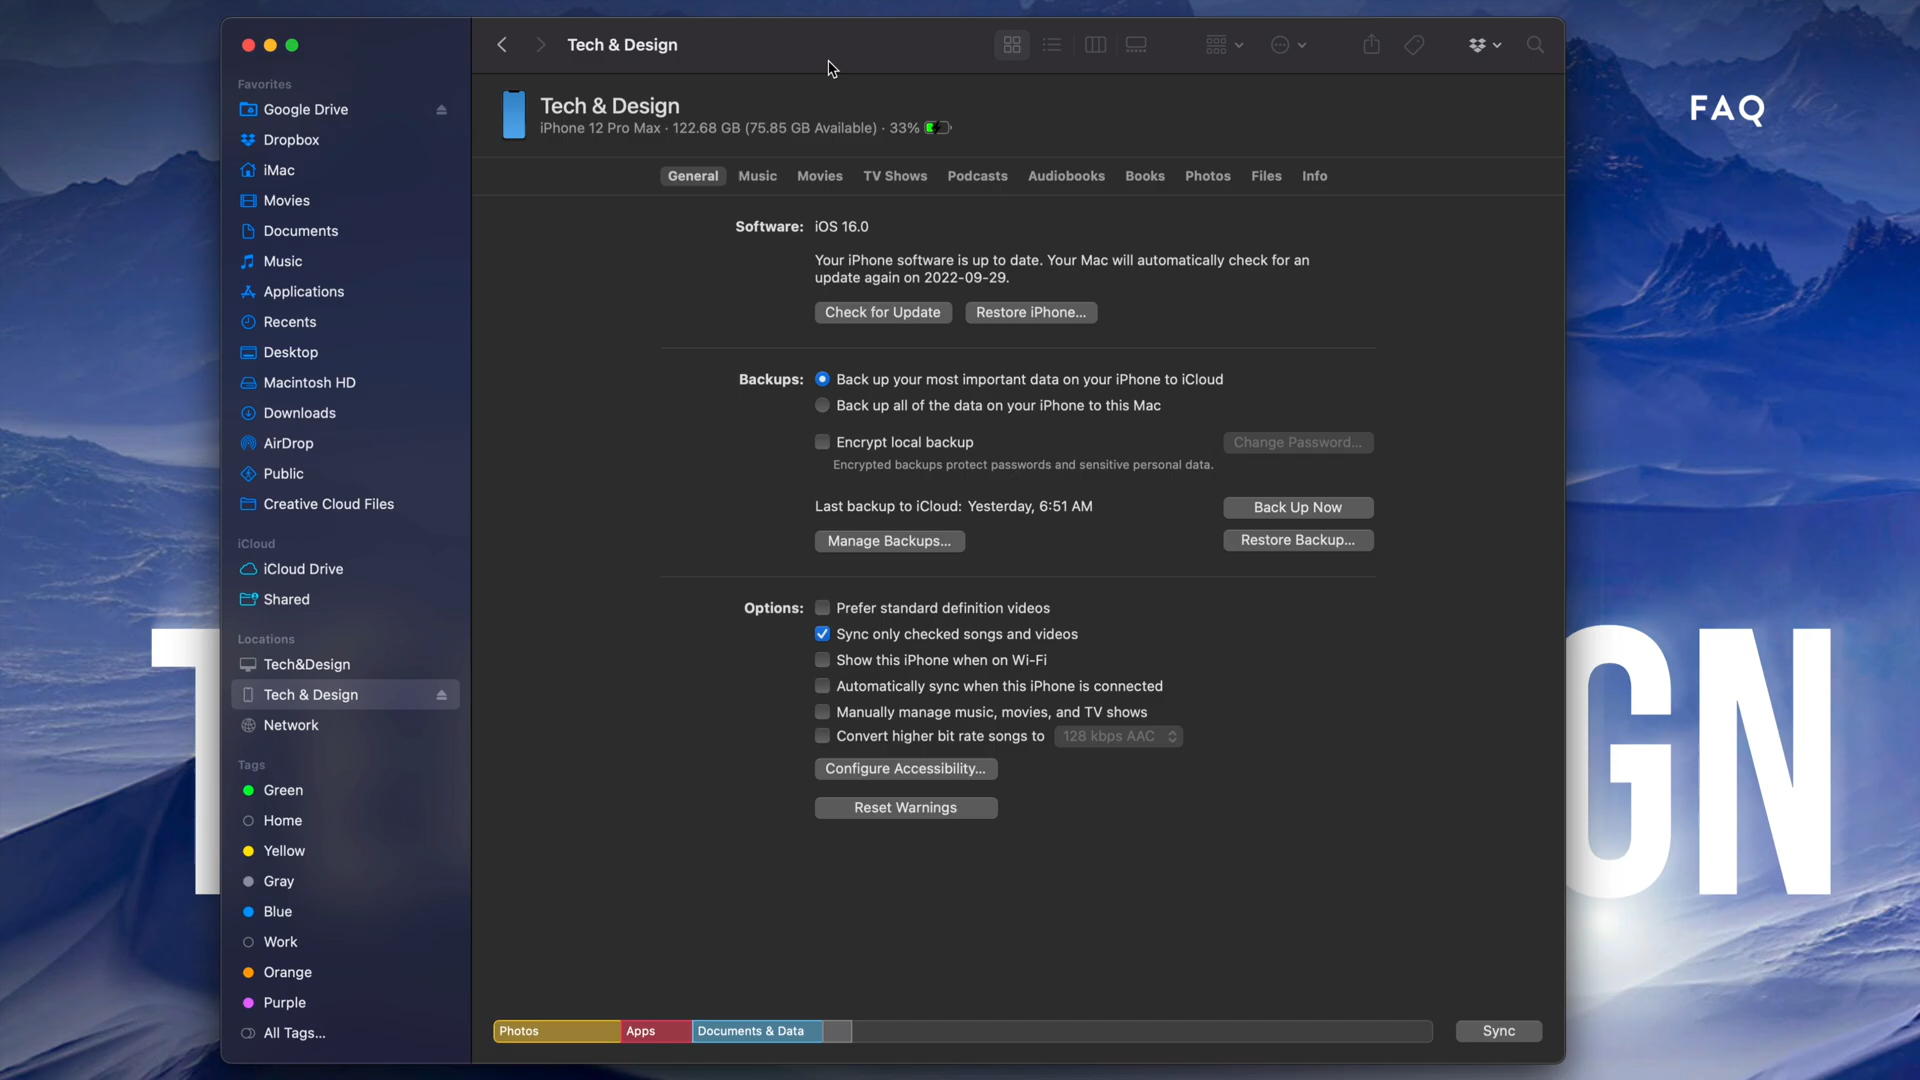 Tech & Design
FAQ
Favorites
Google Drive
Dropbox
iMac
Movies
Documents
Music
Applications
Recents
Desktop
Macintosh HD
Downloads
AirDrop
Public
Creative Cloud Files
iCloud
iCloud Drive
Shared
Locations
Tech&Design
Tech & Design
Network
Tags
Green
Home
Yellow
Gray
Blue
Work
Orange
Purple
All Tags...
Tech & Design
iPhone 12 Pro Max · 122.68 GB (75.85 GB Available) · 33%
General Music Movies TV Shows Podcasts Audiobooks Books Photos Files Info
Software: iOS 16.0
Your iPhone software is up to date. Your Mac will automatically check for an
update again on 2022-09-29.
Check for Update Restore iPhone...
Backups: Back up your most important data on your iPhone to iCloud
Back up all of the data on your iPhone to this Mac
Encrypt local backup Change Password...
Encrypted backups protect passwords and sensitive personal data.
Last backup to iCloud: Yesterday, 6:51 AM Back Up Now
Manage Backups... Restore Backup...
Options: Prefer standard definition videos
Sync only checked songs and videos
Show this iPhone when on Wi-Fi
Automatically sync when this iPhone is connected
Manually manage music, movies, and TV shows
Convert higher bit rate songs to 128 kbps AAC
Configure Accessibility...
Reset Warnings
Photos Apps Documents & Data Sync